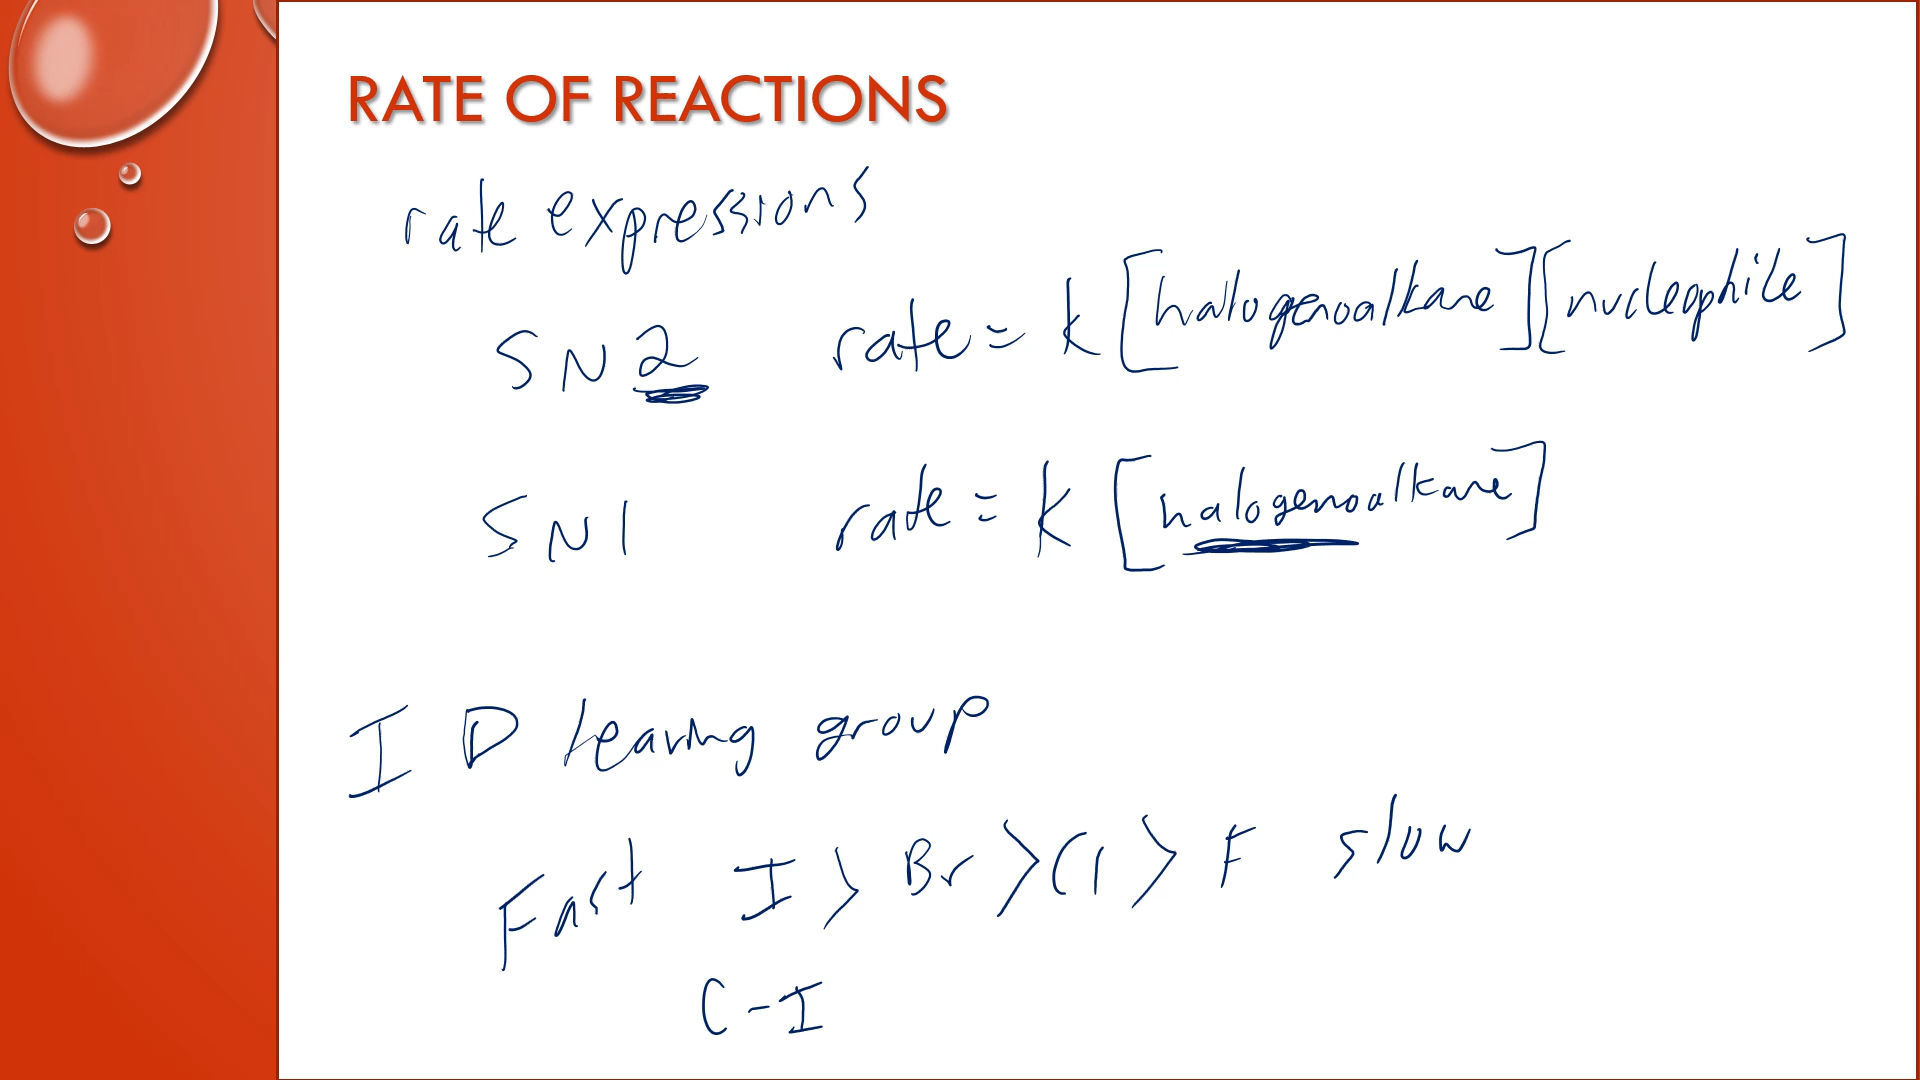 RATE OF REACTIONS
rate expressions
SN2 rate = k [halogenoalkane][nucleophile]
SN1 rate = k [halogenoalkane]
ID leaving group
Fast I > Br > Cl > F slow
C-I